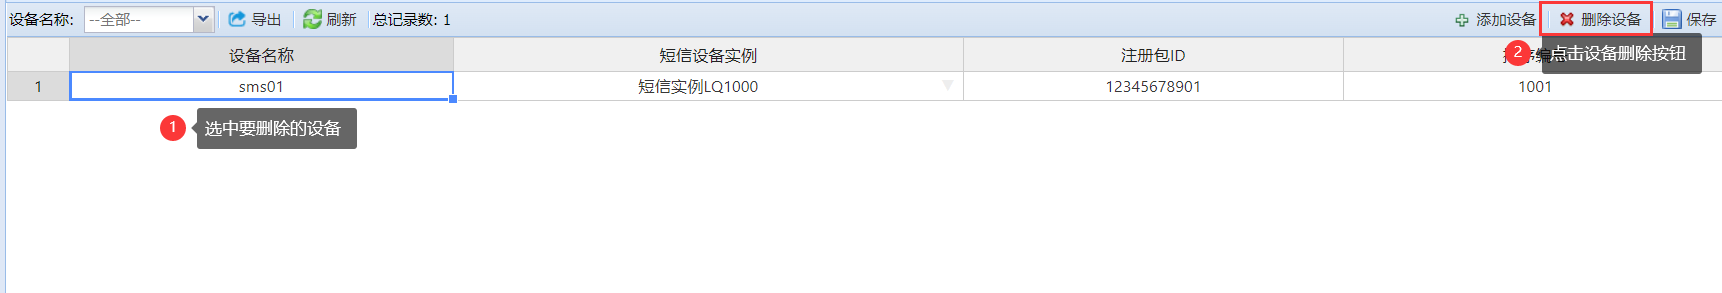 设备名称: --全部-- 导出 刷新 总记录数: 1 添加设备 删除设备 保存
设备名称 短信设备实例 注册包ID
2 点击设备删除按钮
1 sms01 短信实例LQ1000 12345678901 1001
1 选中要删除的设备